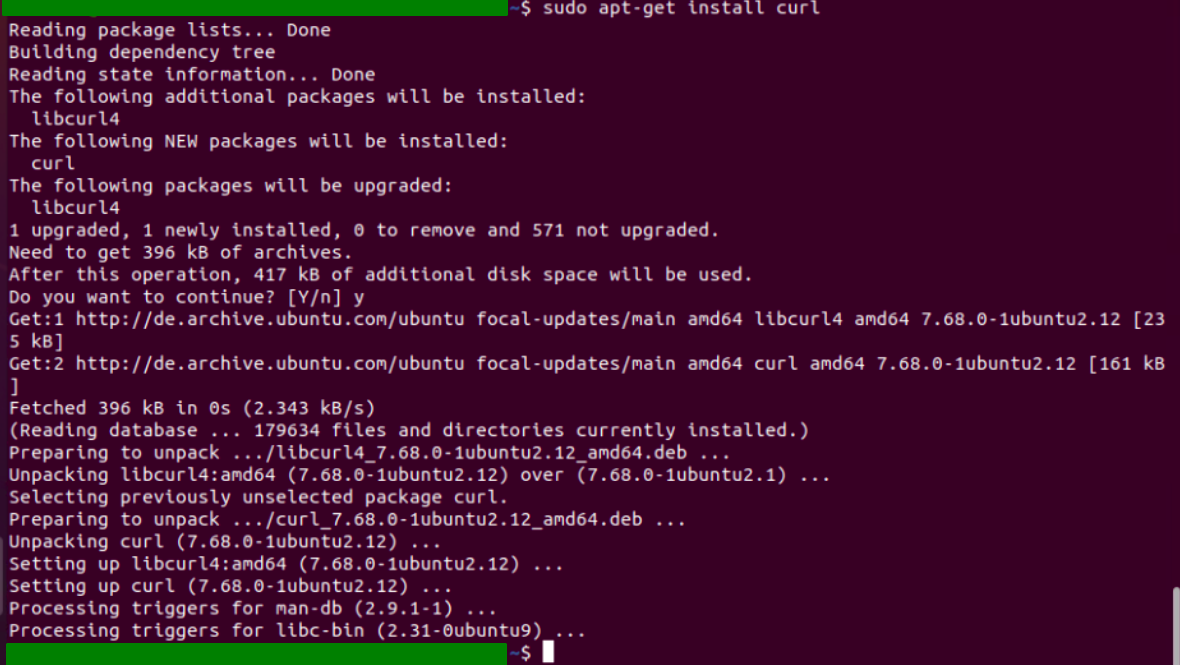 ~$ sudo apt-get install curl
Reading package lists... Done
Building dependency tree
Reading state information... Done
The following additional packages will be installed:
  libcurl4
The following NEW packages will be installed:
  curl
The following packages will be upgraded:
  libcurl4
1 upgraded, 1 newly installed, 0 to remove and 571 not upgraded.
Need to get 396 kB of archives.
After this operation, 417 kB of additional disk space will be used.
Do you want to continue? [Y/n] y
Get:1 http://de.archive.ubuntu.com/ubuntu focal-updates/main amd64 libcurl4 amd64 7.68.0-1ubuntu2.12 [23
5 kB]
Get:2 http://de.archive.ubuntu.com/ubuntu focal-updates/main amd64 curl amd64 7.68.0-1ubuntu2.12 [161 kB
]
Fetched 396 kB in 0s (2.343 kB/s)
(Reading database ... 179634 files and directories currently installed.)
Preparing to unpack .../libcurl4_7.68.0-1ubuntu2.12_amd64.deb ...
Unpacking libcurl4:amd64 (7.68.0-1ubuntu2.12) over (7.68.0-1ubuntu2.1) ...
Selecting previously unselected package curl.
Preparing to unpack .../curl_7.68.0-1ubuntu2.12_amd64.deb ...
Unpacking curl (7.68.0-1ubuntu2.12) ...
Setting up libcurl4:amd64 (7.68.0-1ubuntu2.12) ...
Setting up curl (7.68.0-1ubuntu2.12) ...
Processing triggers for man-db (2.9.1-1) ...
Processing triggers for libc-bin (2.31-0ubuntu9) ...
~$